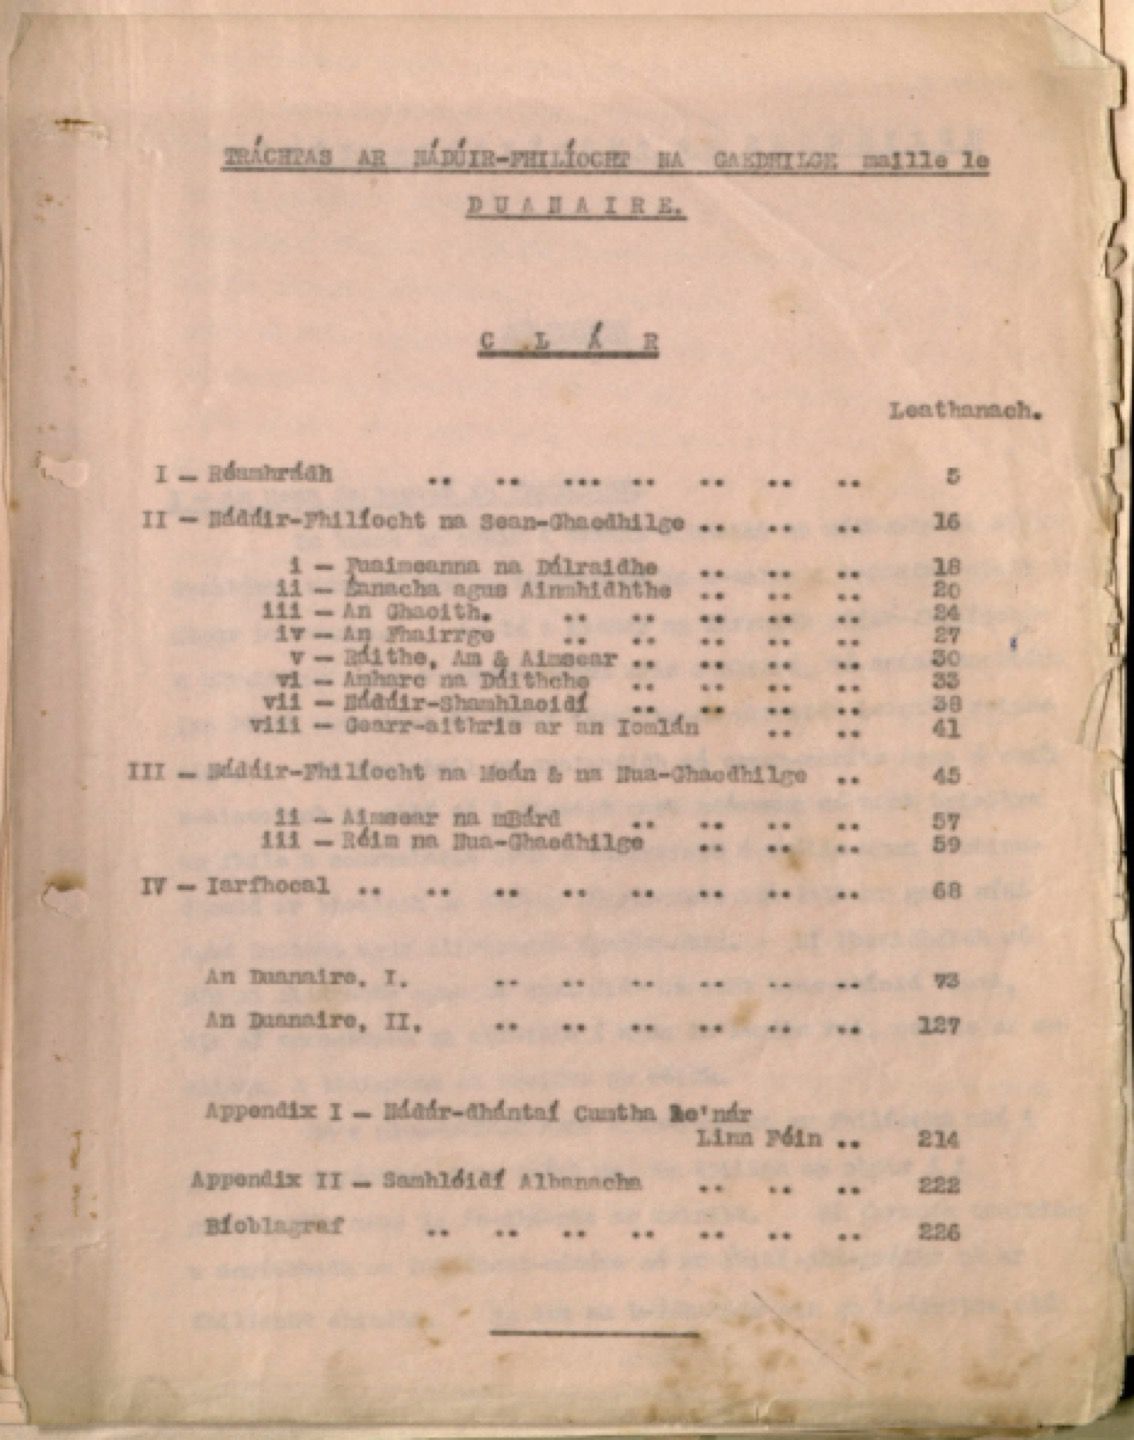 TRÁCHTAS AR NÁDÚIR-FHILÍOCHT NA GAEDHILGE maille le
DUANAIRE.
CLÁR
Leathanach.
I - Réamhrádh .. .. ... .. .. .. .. 5
II - Nádúir-Fhilíocht na Sean-Ghaedhilge .. .. .. 16
i - Fuaimeanna na Dúlraidhe .. .. .. 18
ii - Éanacha agus Ainmhidhthe .. .. .. 20
iii - An Ghaoith. .. .. .. .. .. 24
iv - An Fhairrge .. .. .. .. .. 27
v - Ráithe, Am & Aimsear .. .. .. .. 30
vi - Amharc na Dúithche .. .. .. .. 33
vii - Nádúir-Shamhlaoidí .. .. .. .. 38
viii - Gearr-aithris ar an Iomlán .. .. 41
III - Nádúir-Fhilíocht na Meán & na Nua-Ghaedhilge .. 45
ii - Aimsear na mBárd .. .. .. .. 57
iii - Réim na Nua-Ghaedhilge .. .. .. 59
IV - Iarfhocal .. .. .. .. .. .. .. .. 68
An Duanaire, I. .. .. .. .. .. .. 73
An Duanaire, II. .. .. .. .. .. .. 127
Appendix I - Nádúr-dhántaí Cumtha le'nár
Linn Féin .. 214
Appendix II - Samhlóidí Albanacha .. .. .. 222
Bíoblagraf .. .. .. .. .. .. .. 226